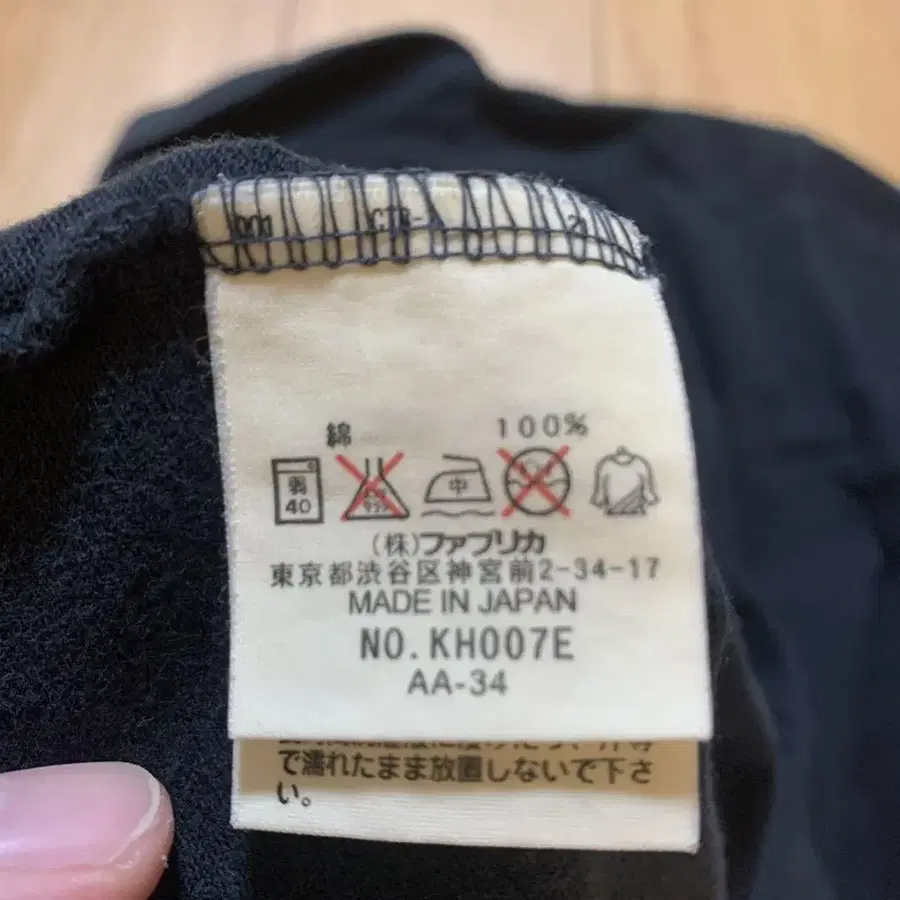 綿 100%
弱
40
中
(株)ファブリカ
東京都渋谷区神宮前2-34-17
MADE IN JAPAN
NO.KH007E
AA-34
で濡れたまま放置しないで下さ
い。